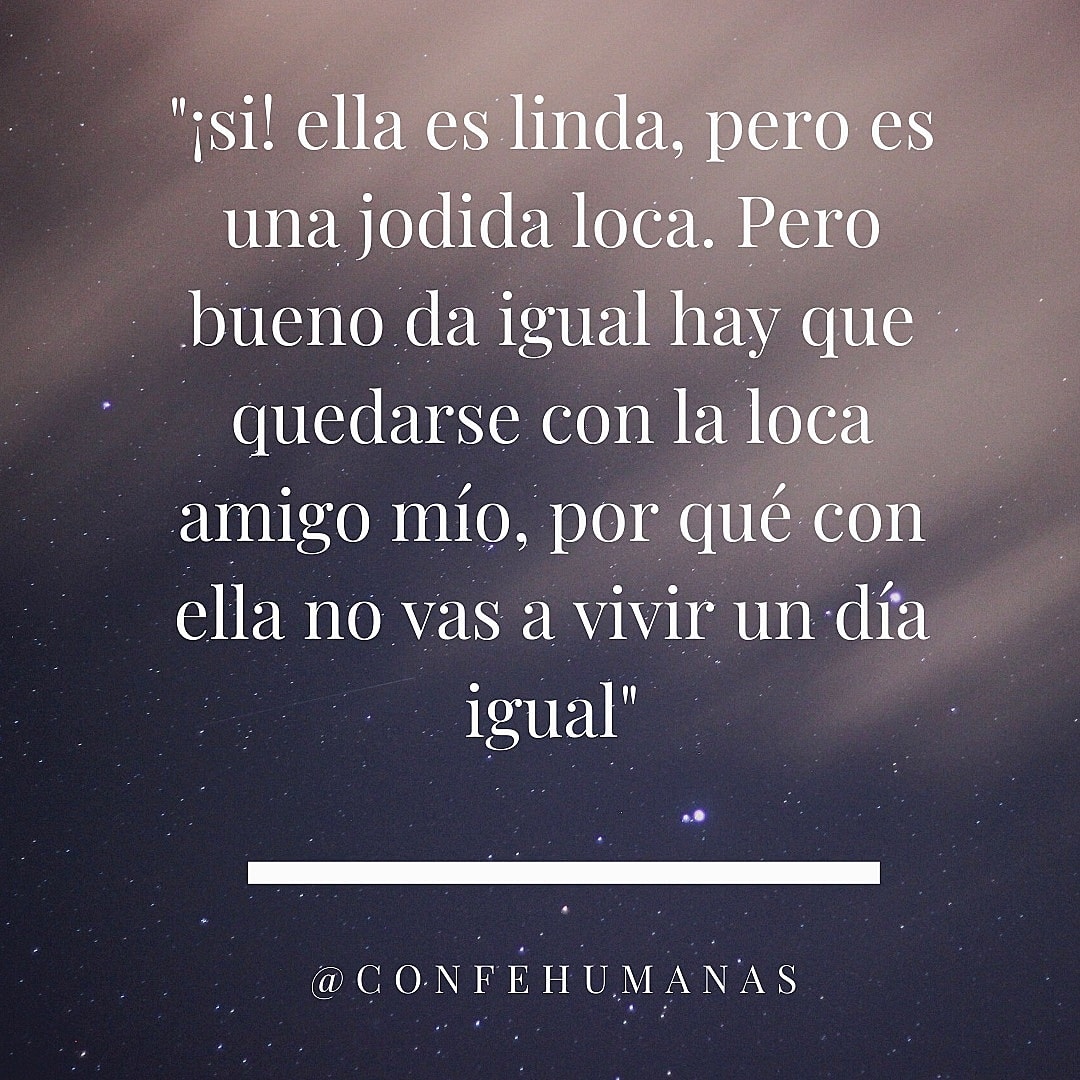 "¡si! ella es linda, pero es
una jodida loca. Pero
bueno da igual hay que
quedarse con la loca
amigo mío, por qué con
ella no vas a vivir un día
igual"
@CONFEHUMANAS